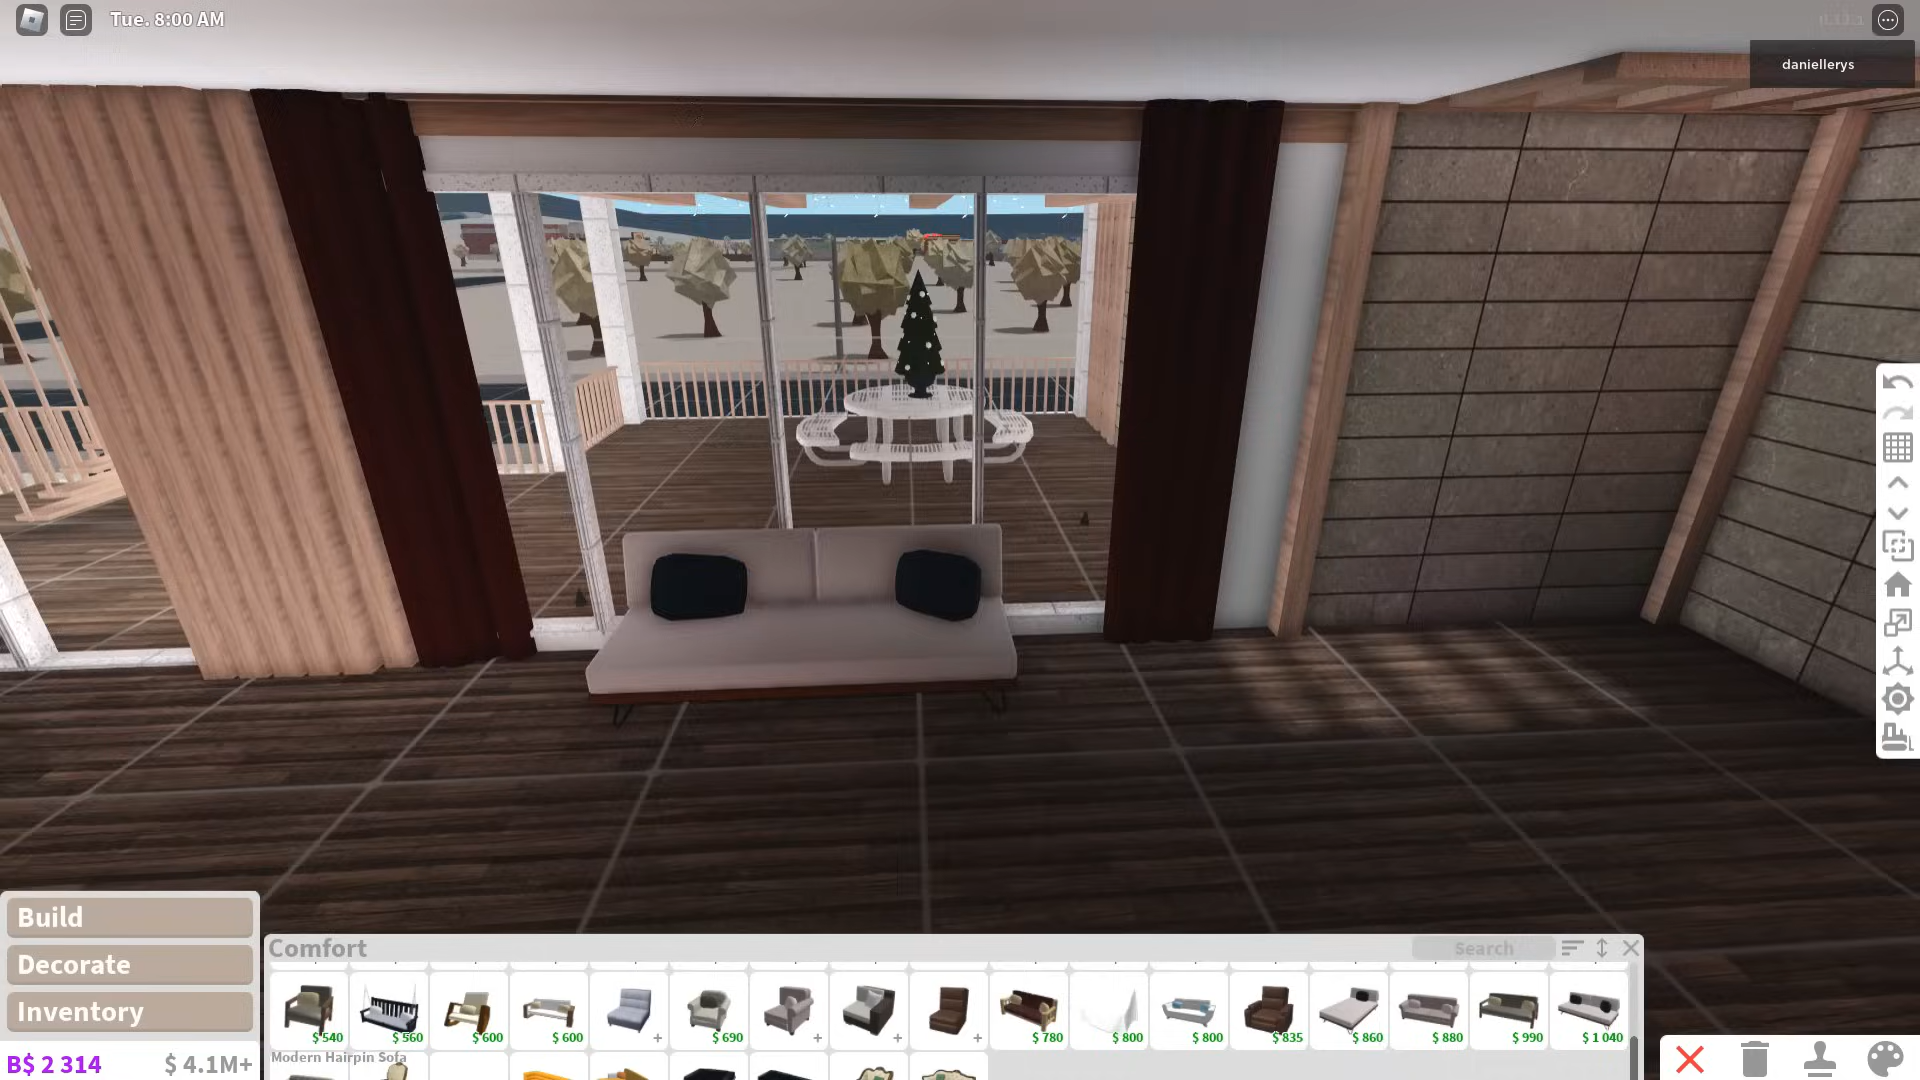 Tue. 8:00 AM
daniellerys
Build
Decorate
Inventory
B$ 2 314
$ 4.1M+
Comfort
Search
$ 540
$ 560
$ 600
$ 600
+
$ 690
+
+
+
$ 780
$ 800
$ 800
$ 835
$ 860
$ 880
$ 990
$ 1 040
Modern Hairpin Sofa